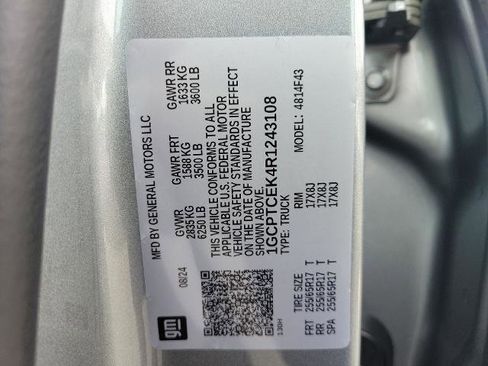 MFD BY GENERAL MOTORS LLC
08/24
GVWR GAWR FRT GAWR RR
2835 KG 1588 KG 1633 KG
6250 LB 3500 LB 3600 LB
THIS VEHICLE CONFORMS TO ALL
APPLICABLE U.S. FEDERAL MOTOR
VEHICLE SAFETY STANDARDS IN EFFECT
ON THE DATE OF MANUFACTURE
SHOWN ABOVE.
1GCPTCEK4R1243108
TYPE: TRUCK MODEL: 4814F43
TIRE SIZE RIM
FRT 255/65R17 T 17X8J
RR 255/65R17 T 17X8J
SPA 255/65R17 T 17X8J
gm
130H